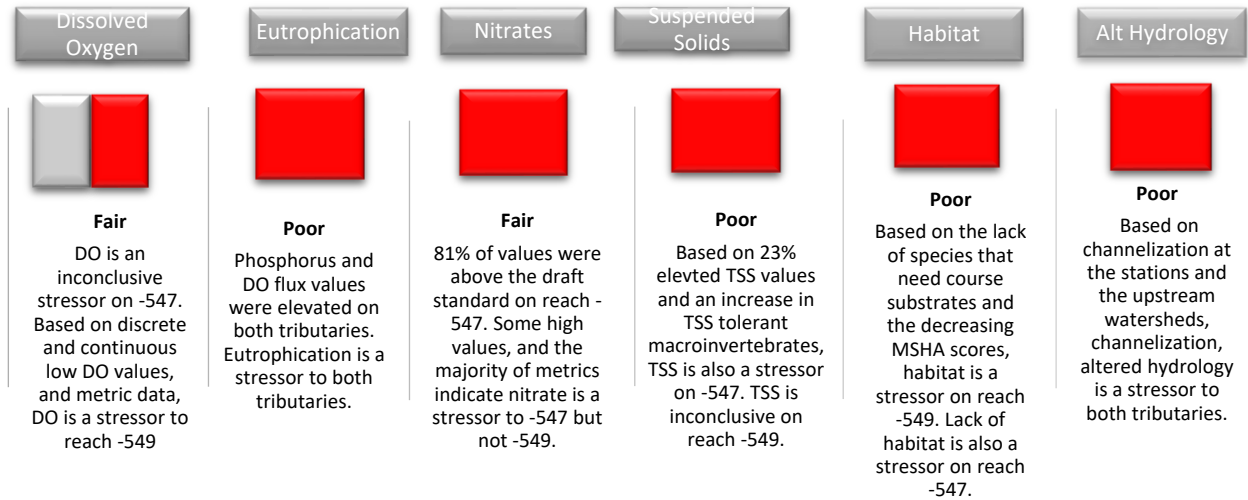 Dissolved
Oxygen
Eutrophication
Nitrates
Suspended
Solids
Habitat
Alt Hydrology
Fair
DO is an
inconclusive
stressor on -547.
Based on discrete
and continuous
low DO values,
and metric data,
DO is a stressor to
reach -549
Poor
Phosphorus and
DO flux values
were elevated on
both tributaries.
Eutrophication is a
stressor to both
tributaries.
Fair
81% of values were
above the draft
standard on reach -
547. Some high
values, and the
majority of metrics
indicate nitrate is a
stressor to -547 but
not -549.
Poor
Based on 23%
elevted TSS values
and an increase in
TSS tolerant
macroinvertebrates,
TSS is also a stressor
on -547. TSS is
inconclusive on
reach -549.
Poor
Based on the lack
of species that
need course
substrates and
the decreasing
MSHA scores,
habitat is a
stressor on reach
-549. Lack of
habitat is also a
stressor on reach
-547.
Poor
Based on
channelization at
the stations and
the upstream
watersheds,
channelization,
altered hydrology
is a stressor to
both tributaries.